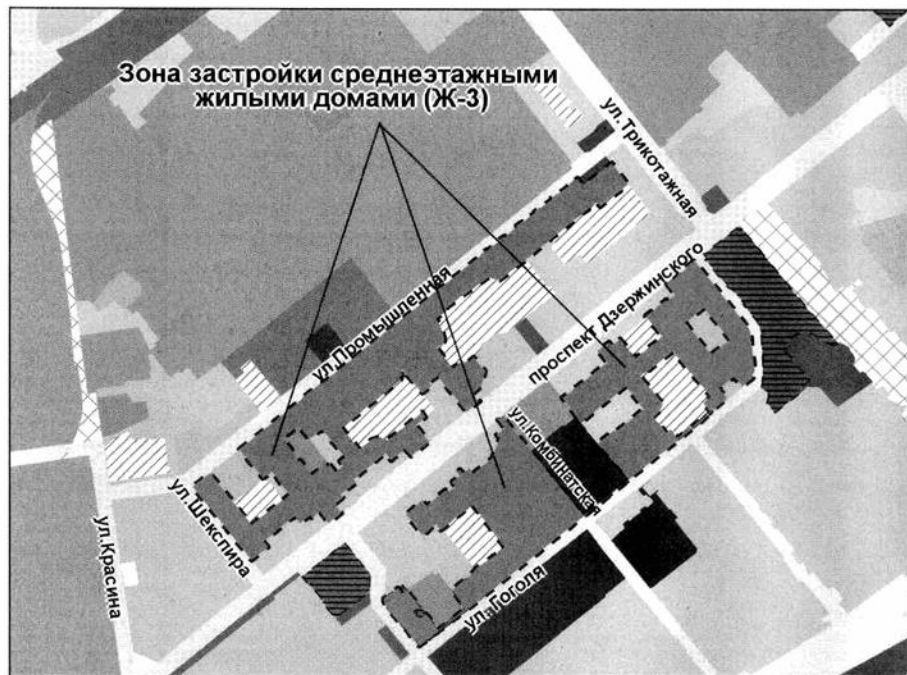 Зона застройки среднеэтажными
жилыми домами (Ж-3)
ул.Трикотажная
проспект Дзержинского
ул.Промышленная
ул.Комбинатская
ул.Шекспира
ул.Красина
ул.Гоголя